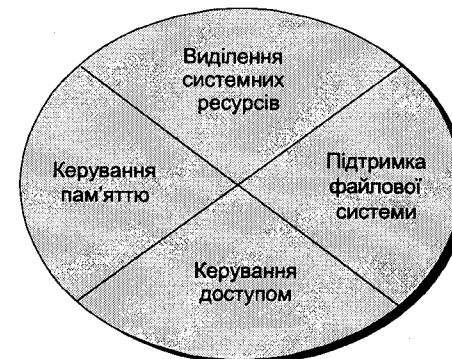 Виділення
системних
ресурсів
Керування
пам'яттю
Підтримка
файлової
системи
Керування
доступом